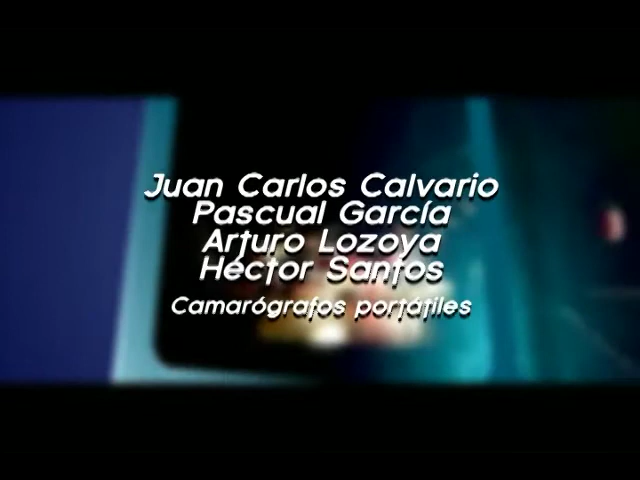 Juan Carlos Calvario
Pascual García
Arturo Lozoya
Héctor Santos
Camarógrafos portátiles